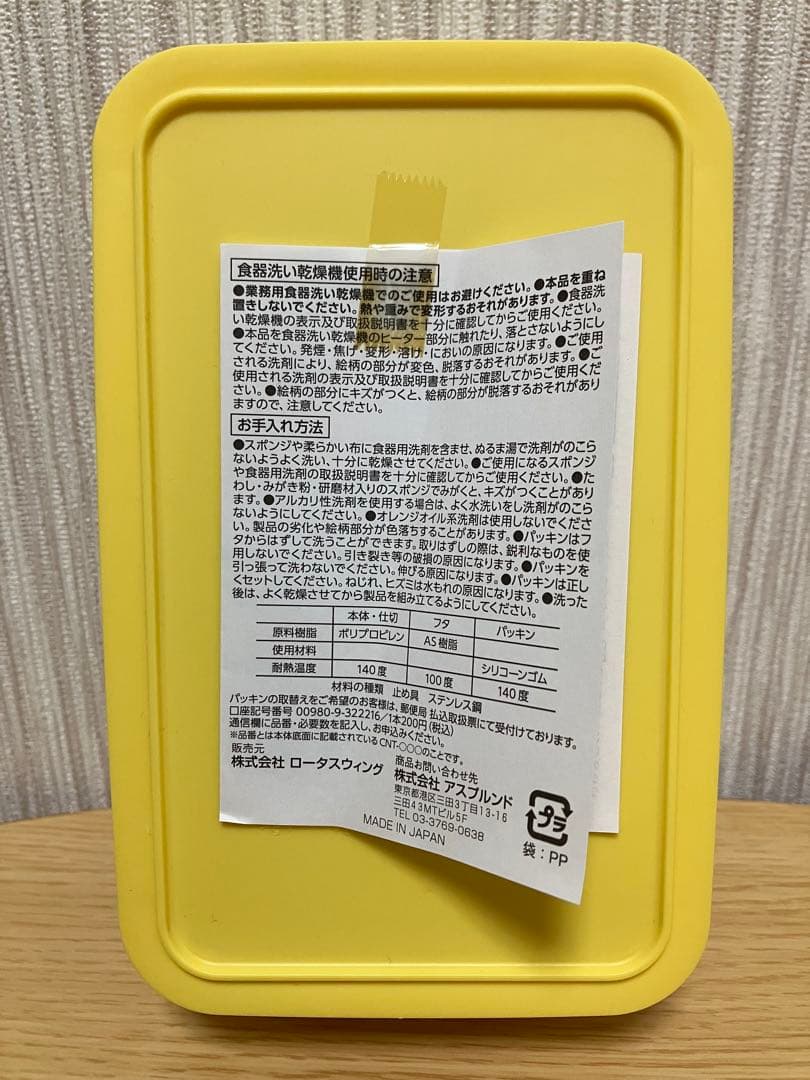 食器洗い乾燥機使用時の注意
●業務用食器洗い乾燥機でのご使用はお避けください。●本品を重ね
置きしないでください。熱や重みで変形するおそれがあります。●食器洗
い乾燥機の表示及び取扱説明書を十分に確認してからご使用ください。
●本品を食器洗い乾燥機のヒーター部分に触れたり、落とさないようにし
てください。発煙・焦げ・変形・溶け・においの原因になります。●ご使用
される洗剤により、絵柄の部分が変色、脱落するおそれがあります。●ご
使用される洗剤の表示及び取扱説明書を十分に確認してからご使用くだ
さい。●絵柄の部分にキズがつくと、絵柄の部分が脱落するおそれがあり
ますので、注意してください。
お手入れ方法
●スポンジや柔らかい布に食器用洗剤を含ませ、ぬるま湯で洗剤がのこら
ないようよく洗い、十分に乾燥させてください。●ご使用になるスポンジ
や食器用洗剤の取扱説明書を十分に確認してからご使用ください。●た
わし・みがき粉・研磨材入りのスポンジでみがくと、キズがつくことがあり
ます。●アルカリ性洗剤を使用する場合は、よく水洗いをし洗剤がのこら
ないようにしてください。●オレンジオイル系洗剤は使用しないでくださ
い。製品の劣化や絵柄部分が色落ちすることがあります。●パッキンはフ
タからはずして洗うことができます。取りはずしの際は、鋭利なものを使
用しないでください。引き裂き等の破損の原因になります。●パッキンを
引っ張って洗わないでください。伸びる原因になります。●パッキンは正し
くセットしてください。ねじれ、ヒズミは水もれの原因になります。●洗った
後は、よく乾燥させてから製品を組み立てるようにしてください。
本体・仕切 フタ パッキン
原料樹脂 ポリプロピレン AS樹脂
使用材料 シリコーンゴム
耐熱温度 140度 100度 140度
材料の種類 止め具 ステンレス鋼
パッキンの取替えをご希望のお客様は、郵便局 払込取扱票にて受付けております。
口座記号番号 00980-9-322216/1本200円(税込)
通信欄に品番・必要数を記入し、お申込みください。
※品番とは本体底面に記載されているCNT-○○○のことです。
販売元
株式会社 ロータスウィング
商品お問い合わせ先
株式会社 アスプルンド
東京都港区三田3丁目13-16
三田43MTビル5F
TEL 03-3769-0638
MADE IN JAPAN
プラ
袋:PP